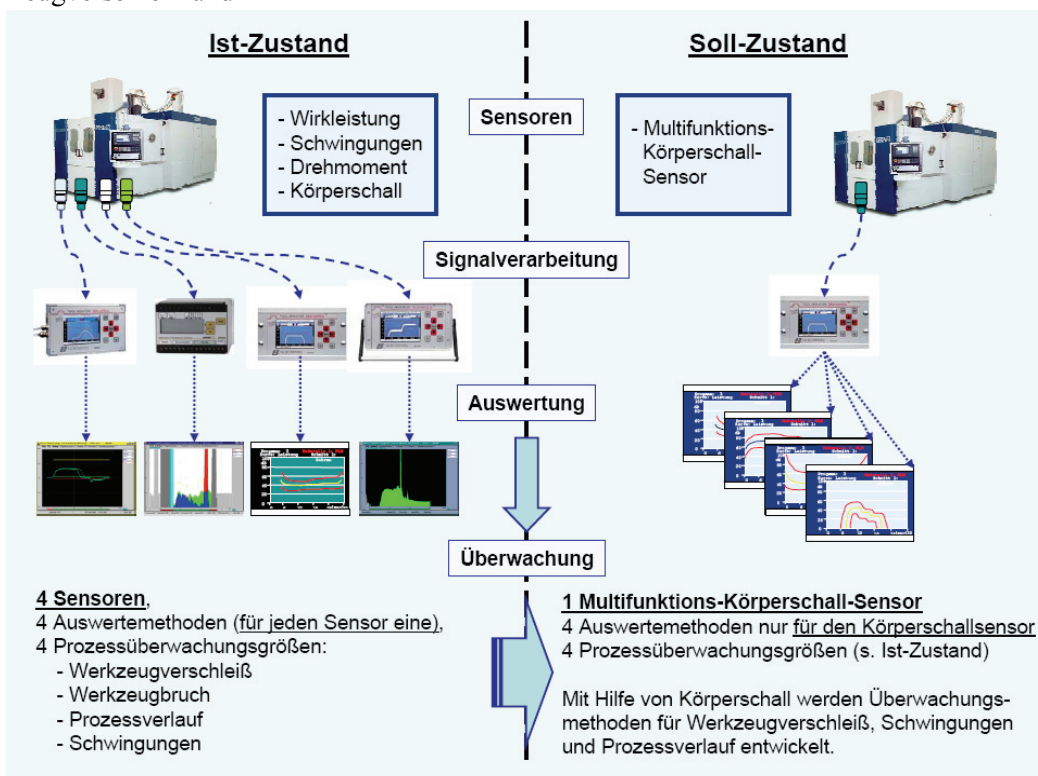 Ist-Zustand
Soll-Zustand
Sensoren
- Wirkleistung
- Schwingungen
- Drehmoment
- Körperschall
- Multifunktions-
Körperschall-
Sensor
Signalverarbeitung
Auswertung
Überwachung
4 Sensoren,
4 Auswertemethoden (für jeden Sensor eine),
4 Prozessüberwachungsgrößen:
- Werkzeugverschleiß
- Werkzeugbruch
- Prozessverlauf
- Schwingungen
1 Multifunktions-Körperschall-Sensor
4 Auswertemethoden nur für den Körperschallsensor
4 Prozessüberwachungsgrößen (s. Ist-Zustand)
Mit Hilfe von Körperschall werden Überwachungs-
methoden für Werkzeugverschleiß, Schwingungen
und Prozessverlauf entwickelt.